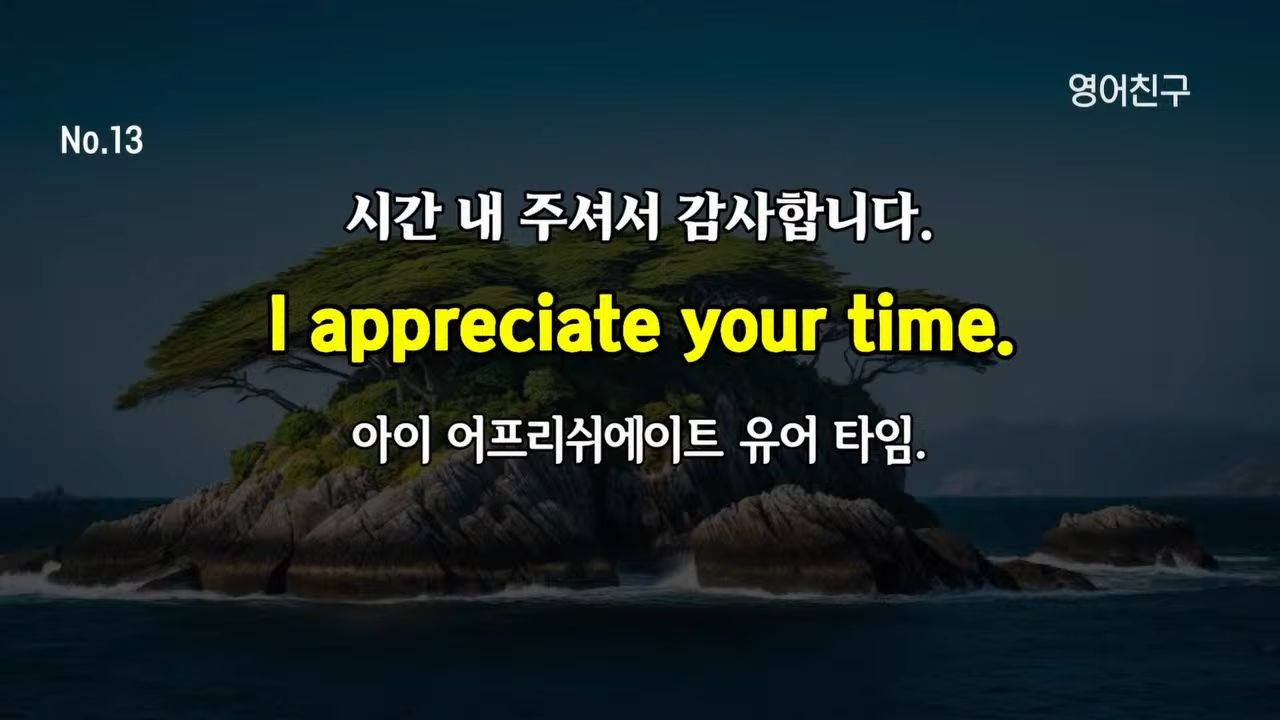 영어친구
No.13
시간 내 주셔서 감사합니다.
I appreciate your time.
아이 어프리쉬에이트 유어 타임.